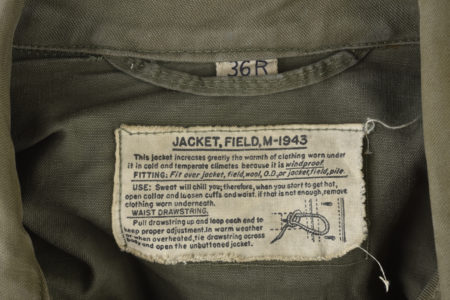 36R
JACKET, FIELD, M-1943
This jacket increases greatly the warmth of clothing worn under
it in cold and temperate climates because it is windproof.
FITTING: Fit over jacket, field, wool, O.D., or jacket, field, pile.
USE: Sweat will chill you; therefore, when you start to get hot,
open collar and loosen cuffs and waist. if that is not enough, remove
clothing worn underneath.
WAIST DRAWSTRING.
Pull drawstring up and loop each end to
keep proper adjustment. In warm weather
or when overheated, tie drawstring across
body and open the unbuttoned jacket.